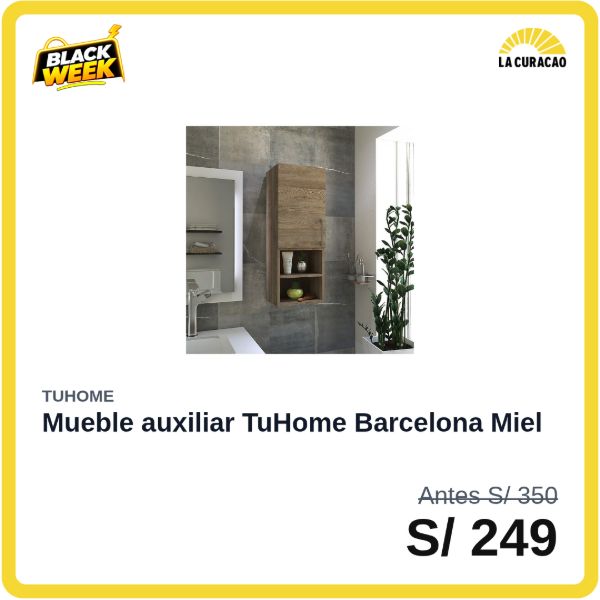 BLACK
WEEK
LA CURACAO
TUHOME
Mueble auxiliar TuHome Barcelona Miel
Antes S/ 350
S/ 249